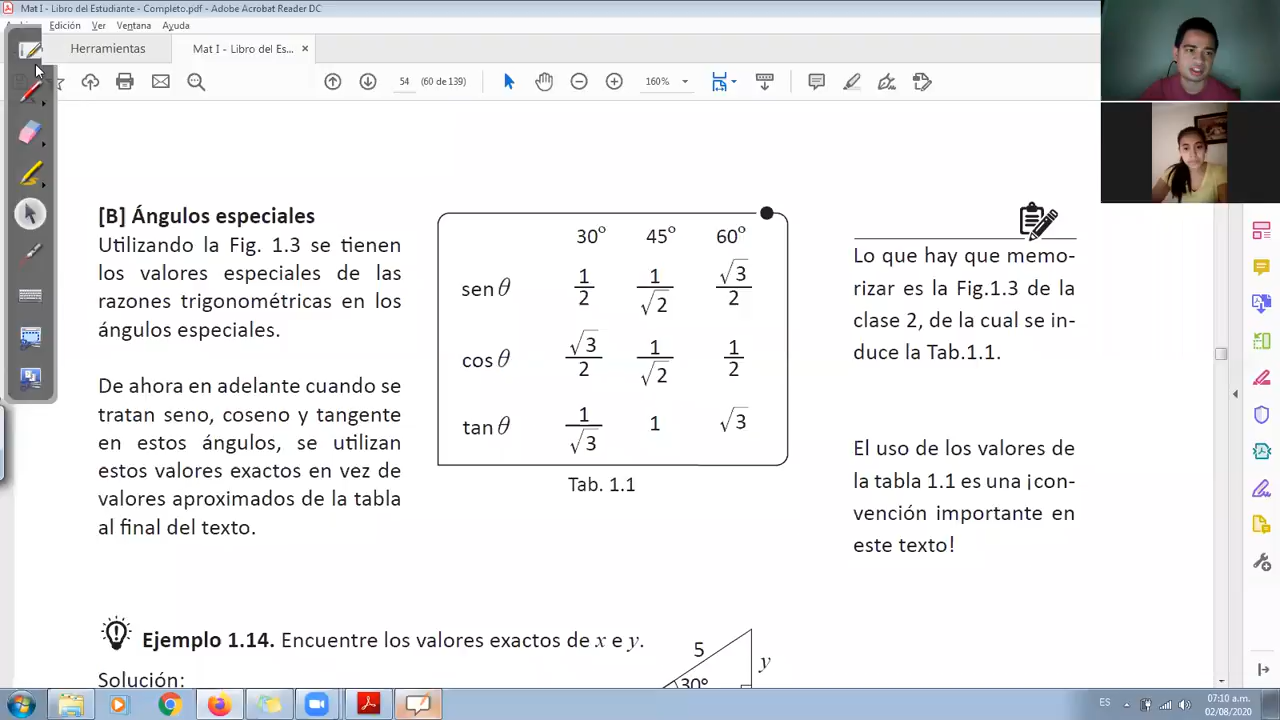 Mat I - Libro del Estudiante - Completo.pdf - Adobe Acrobat Reader DC
Edición Ver Ventana Ayuda
Herramientas Mat I - Libro del Es... ×
54 (60 de 139) 160%
[B] Ángulos especiales
Utilizando la Fig. 1.3 se tienen
los valores especiales de las
razones trigonométricas en los
ángulos especiales.
De ahora en adelante cuando se
tratan seno, coseno y tangente
en estos ángulos, se utilizan
estos valores exactos en vez de
valores aproximados de la tabla
al final del texto.
30° 45° 60°
sen θ 1/2 1/√2 √3/2
cos θ √3/2 1/√2 1/2
tan θ 1/√3 1 √3
Tab. 1.1
Lo que hay que memo-
rizar es la Fig.1.3 de la
clase 2, de la cual se in-
duce la Tab.1.1.
El uso de los valores de
la tabla 1.1 es una ¡con-
vención importante en
este texto!
Ejemplo 1.14. Encuentre los valores exactos de x e y.
Solución:
5
y
30°
ES
07:10 a.m.
02/08/2020